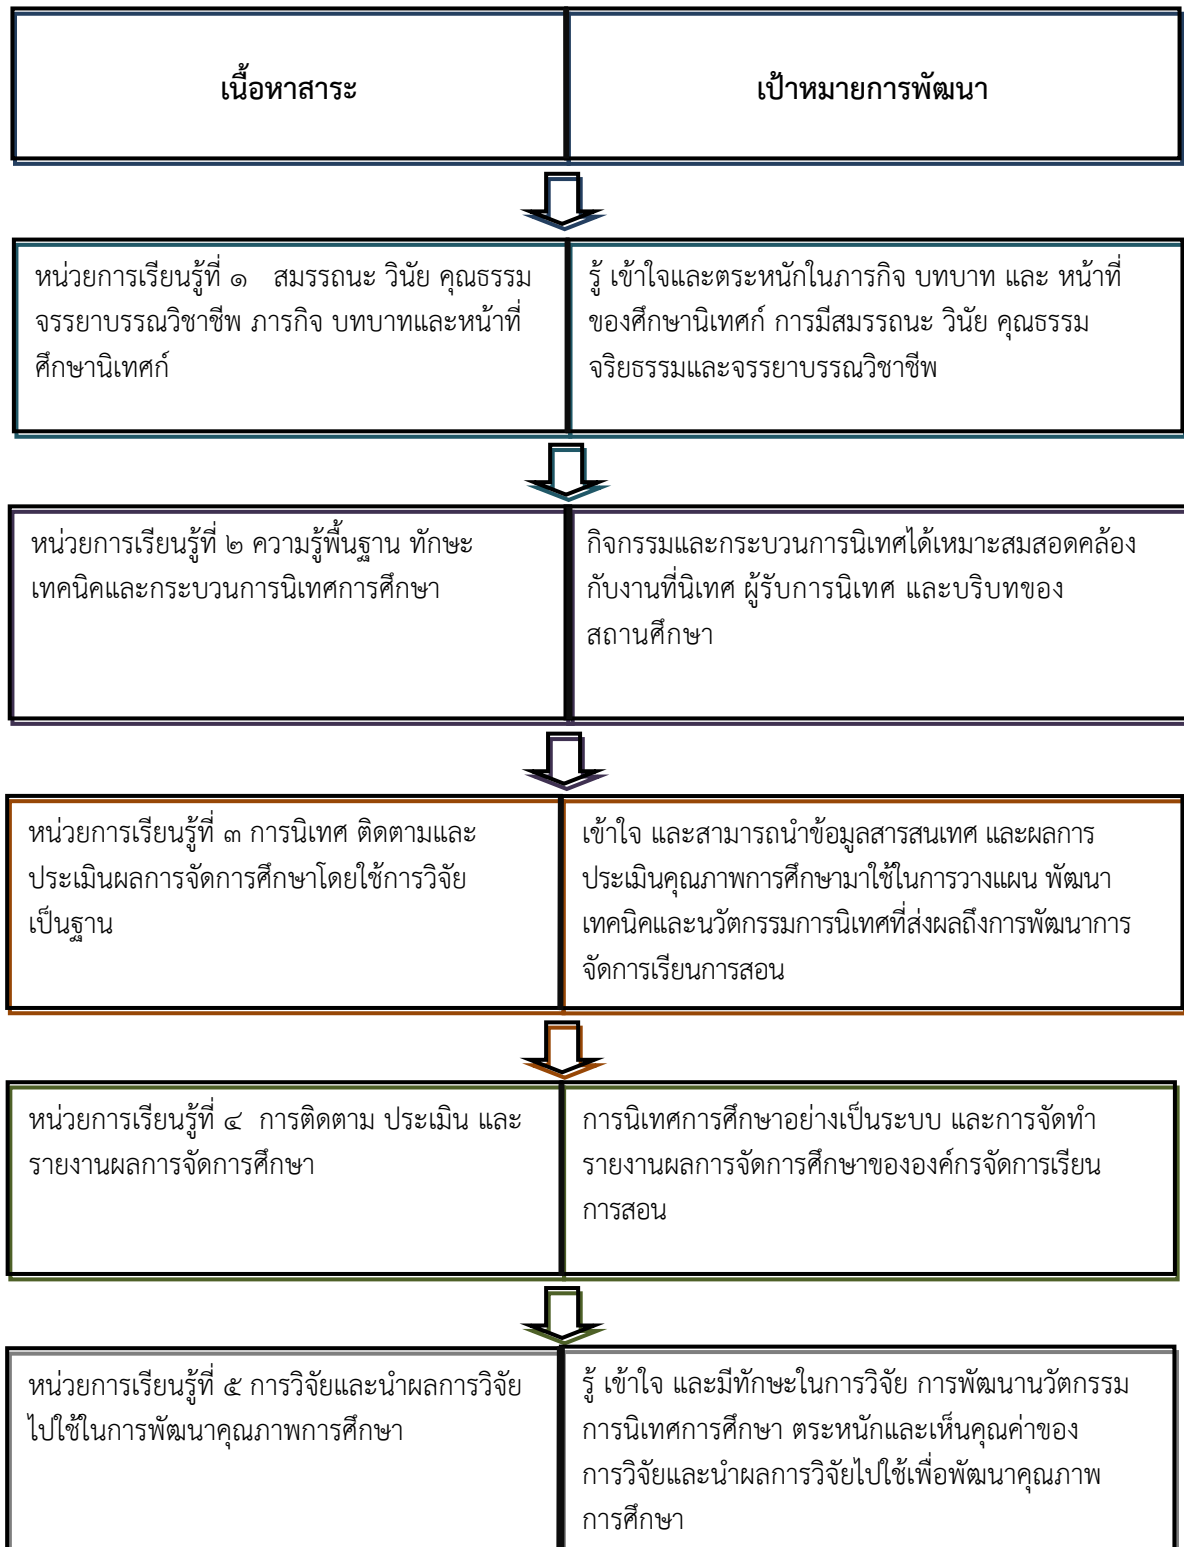 เนื้อหาสาระ
เป้าหมายการพัฒนา
หน่วยการเรียนรู้ที่ ๑ สมรรถนะ วินัย คุณธรรม
จรรยาบรรณวิชาชีพ ภารกิจ บทบาทและหน้าที่
ศึกษานิเทศก์
รู้ เข้าใจและตระหนักในภารกิจ บทบาท และ หน้าที่
ของศึกษานิเทศก์ การมีสมรรถนะ วินัย คุณธรรม
จริยธรรมและจรรยาบรรณวิชาชีพ
หน่วยการเรียนรู้ที่ ๒ ความรู้พื้นฐาน ทักษะ
เทคนิคและกระบวนการนิเทศการศึกษา
กิจกรรมและกระบวนการนิเทศได้เหมาะสมสอดคล้อง
กับงานที่นิเทศ ผู้รับการนิเทศ และบริบทของ
สถานศึกษา
หน่วยการเรียนรู้ที่ ๓ การนิเทศ ติดตามและ
ประเมินผลการจัดการศึกษาโดยใช้การวิจัย
เป็นฐาน
เข้าใจ และสามารถนำข้อมูลสารสนเทศ และผลการ
ประเมินคุณภาพการศึกษามาใช้ในการวางแผน พัฒนา
เทคนิคและนวัตกรรมการนิเทศที่ส่งผลถึงการพัฒนาการ
จัดการเรียนการสอน
หน่วยการเรียนรู้ที่ ๔ การติดตาม ประเมิน และ
รายงานผลการจัดการศึกษา
การนิเทศการศึกษาอย่างเป็นระบบ และการจัดทำ
รายงานผลการจัดการศึกษาขององค์กรจัดการเรียน
การสอน
หน่วยการเรียนรู้ที่ ๕ การวิจัยและนำผลการวิจัย
ไปใช้ในการพัฒนาคุณภาพการศึกษา
รู้ เข้าใจ และมีทักษะในการวิจัย การพัฒนานวัตกรรม
การนิเทศการศึกษา ตระหนักและเห็นคุณค่าของ
การวิจัยและนำผลการวิจัยไปใช้เพื่อพัฒนาคุณภาพ
การศึกษา